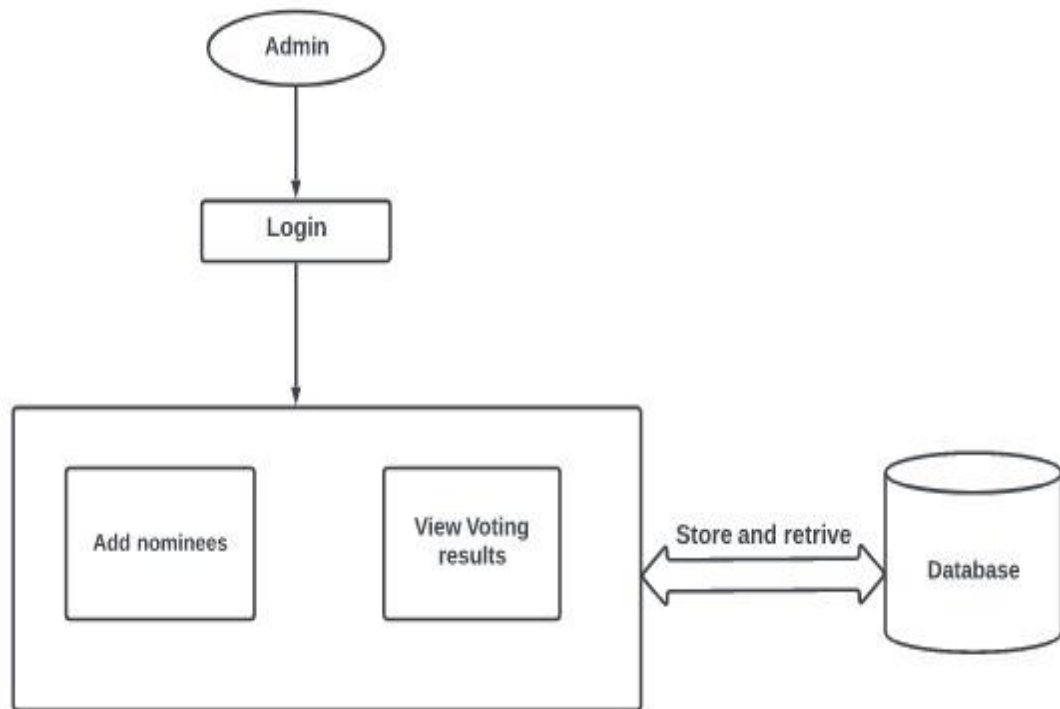 Admin
Login
Add nominees
View Voting
results
Store and retrive
Database